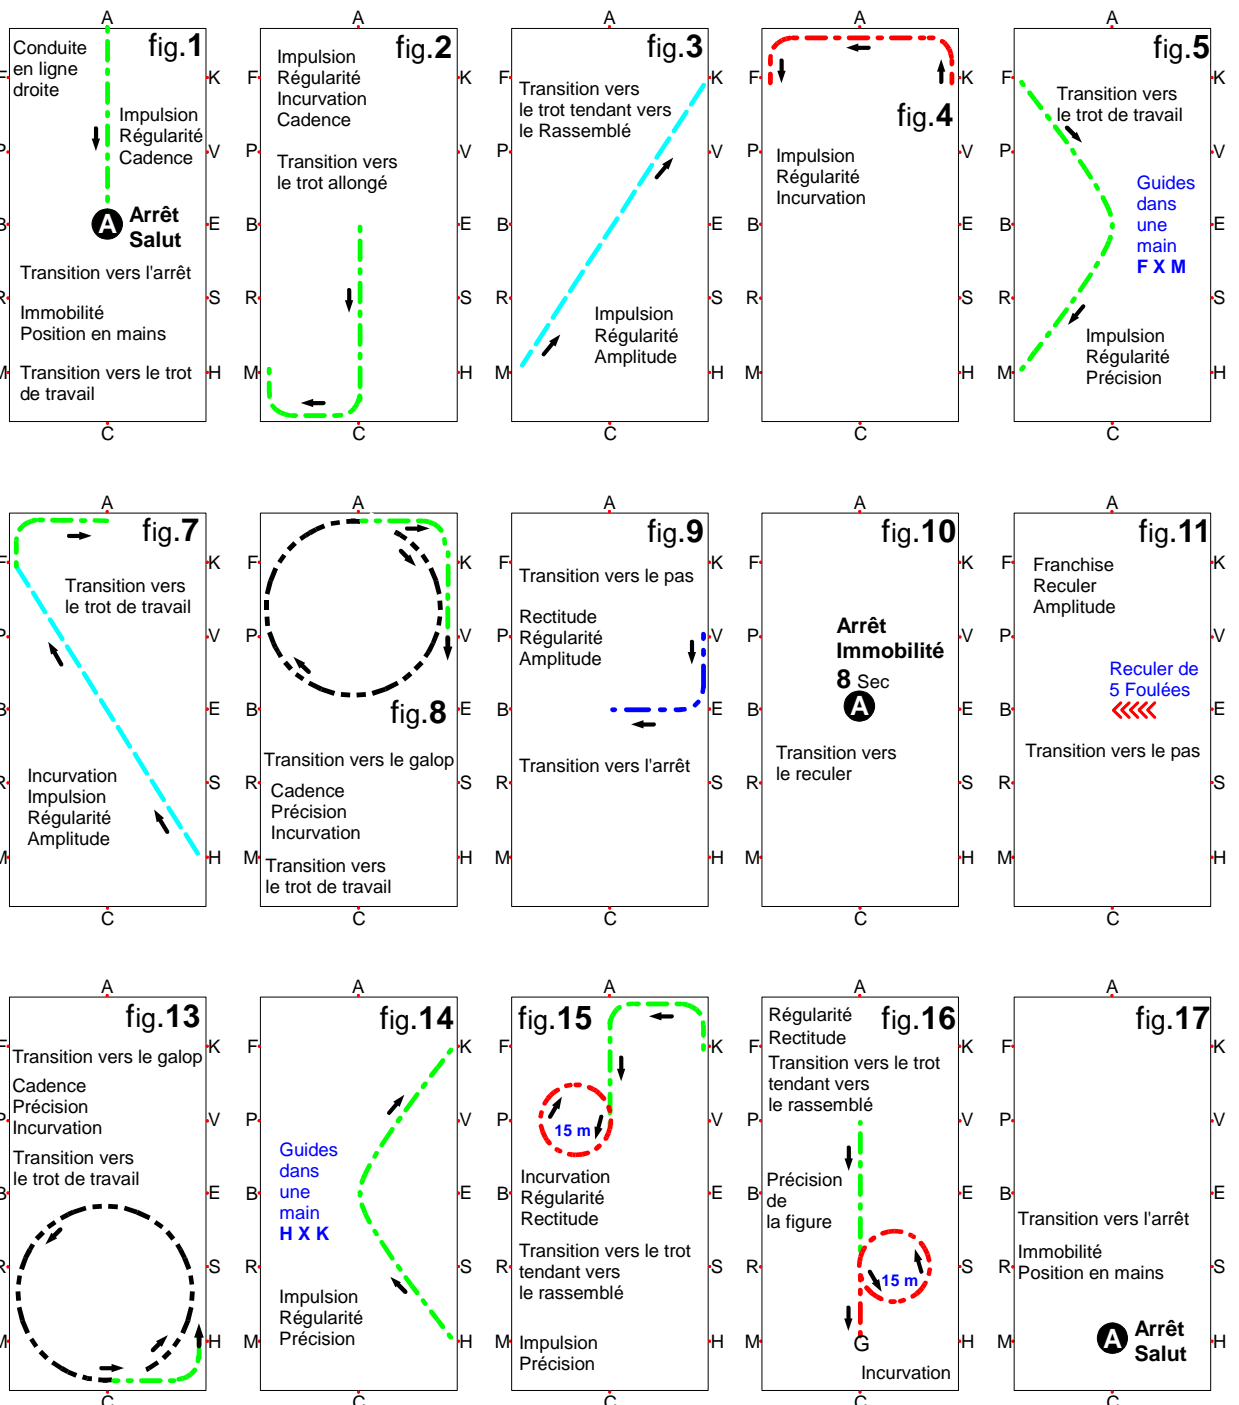 A
fig.1
Conduite
en ligne
droite
F
K
Impulsion
Régularité
Cadence
P
V
B
A
Arrêt
Salut
E
Transition vers l'arrêt
R
S
Immobilité
Position en mains
M
H
Transition vers le trot
de travail
C
A
fig.2
Impulsion
Régularité
Incurvation
Cadence
F
K
P
V
Transition vers
le trot allongé
B
E
R
S
M
H
C
A
fig.3
F
K
Transition vers
le trot tendant vers
le Rassemblé
P
V
B
E
R
S
Impulsion
Régularité
Amplitude
M
H
C
A
F
K
fig.4
P
V
Impulsion
Régularité
Incurvation
B
E
R
S
M
H
C
A
fig.5
F
K
Transition vers
le trot de travail
P
V
Guides
dans
une
main
F X M
B
E
R
S
Impulsion
Régularité
Précision
M
H
C
A
fig.7
F
K
Transition vers
le trot de travail
P
V
B
E
R
S
Incurvation
Impulsion
Régularité
Amplitude
M
H
C
A
F
K
P
V
B
E
fig.8
Transition vers le galop
R
S
Cadence
Précision
Incurvation
M
H
Transition vers
le trot de travail
C
A
fig.9
F
K
Transition vers le pas
Rectitude
Régularité
Amplitude
P
V
B
E
Transition vers l'arrêt
R
S
M
H
C
A
fig.10
F
K
P
V
Arrêt
Immobilité
8 Sec
B
A
E
Transition vers
le reculer
R
S
M
H
C
A
fig.11
F
K
Franchise
Reculer
Amplitude
P
V
Reculer de
5 Foulées
B
E
Transition vers le pas
R
S
M
H
C
A
fig.13
F
K
Transition vers le galop
Cadence
Précision
Incurvation
P
V
Transition vers
le trot de travail
B
E
R
S
M
H
C
A
fig.14
F
K
P
V
Guides
dans
une
main
H X K
B
E
R
S
Impulsion
Régularité
Précision
M
H
C
A
fig.15
F
K
P
V
15 m
Incurvation
Régularité
Rectitude
B
E
Transition vers le trot
tendant vers
le rassemblé
R
S
Impulsion
Précision
M
H
C
A
fig.16
Régularité
Rectitude
F
K
Transition vers le trot
tendant vers
le rassemblé
P
V
Précision
de
la figure
B
E
R
S
15 m
M
H
G
Incurvation
C
A
fig.17
F
K
P
V
B
E
Transition vers l'arrêt
Immobilité
Position en mains
R
S
M
H
A
Arrêt
Salut
C